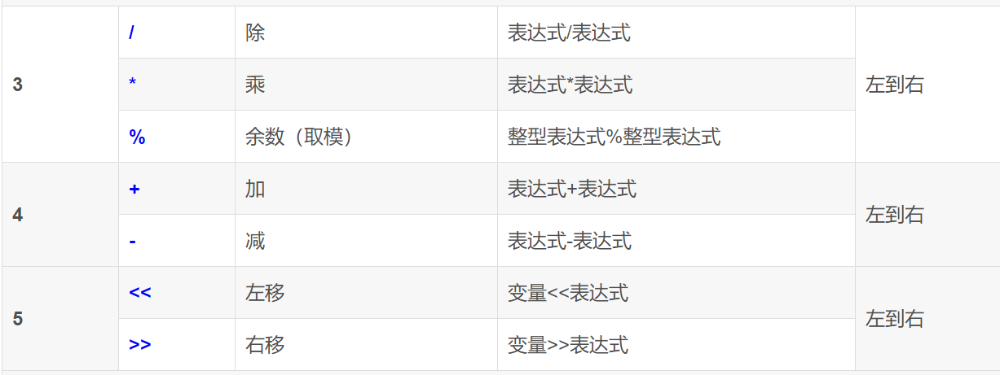 / 除 表达式/表达式
3 * 乘 表达式*表达式 左到右
% 余数（取模） 整型表达式%整型表达式
4 + 加 表达式+表达式 左到右
- 减 表达式-表达式
5 << 左移 变量<<表达式 左到右
>> 右移 变量>>表达式